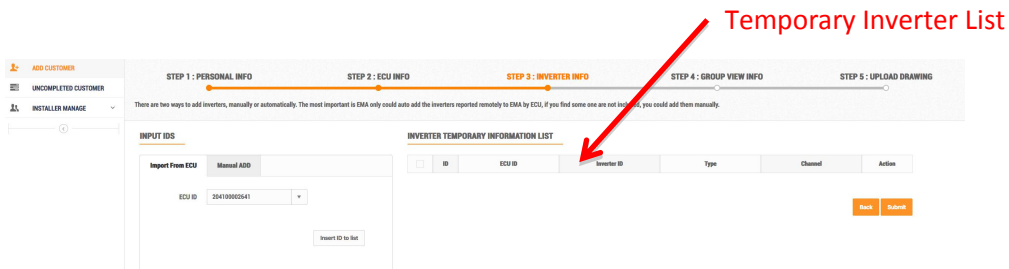 Temporary Inverter List
ADD CUSTOMER
UNCOMPLETED CUSTOMER
INSTALLER MANAGE
STEP 1 : PERSONAL INFO
STEP 2 : ECU INFO
STEP 3 : INVERTER INFO
STEP 4 : GROUP VIEW INFO
STEP 5 : UPLOAD DRAWING
There are two ways to add inverters, manually or automatically. The most important is EMA only could auto add the inverters reported remotely to EMA by ECU, if you find some one are not included, you could add them manually.
INPUT IDS
Import From ECU
Manual ADD
ECU ID
204100002641
Insert ID to list
INVERTER TEMPORARY INFORMATION LIST
ID
ECU ID
Inverter ID
Type
Channel
Action
Back
Submit